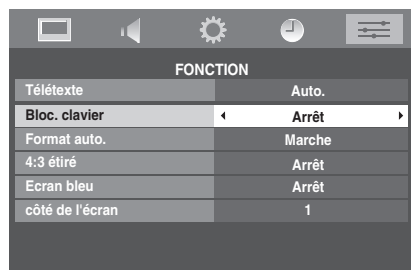 FONCTION
Télétexte Auto.
Bloc. clavier Arrêt
Format auto. Marche
4:3 étiré Arrêt
Ecran bleu Arrêt
côté de l'écran 1